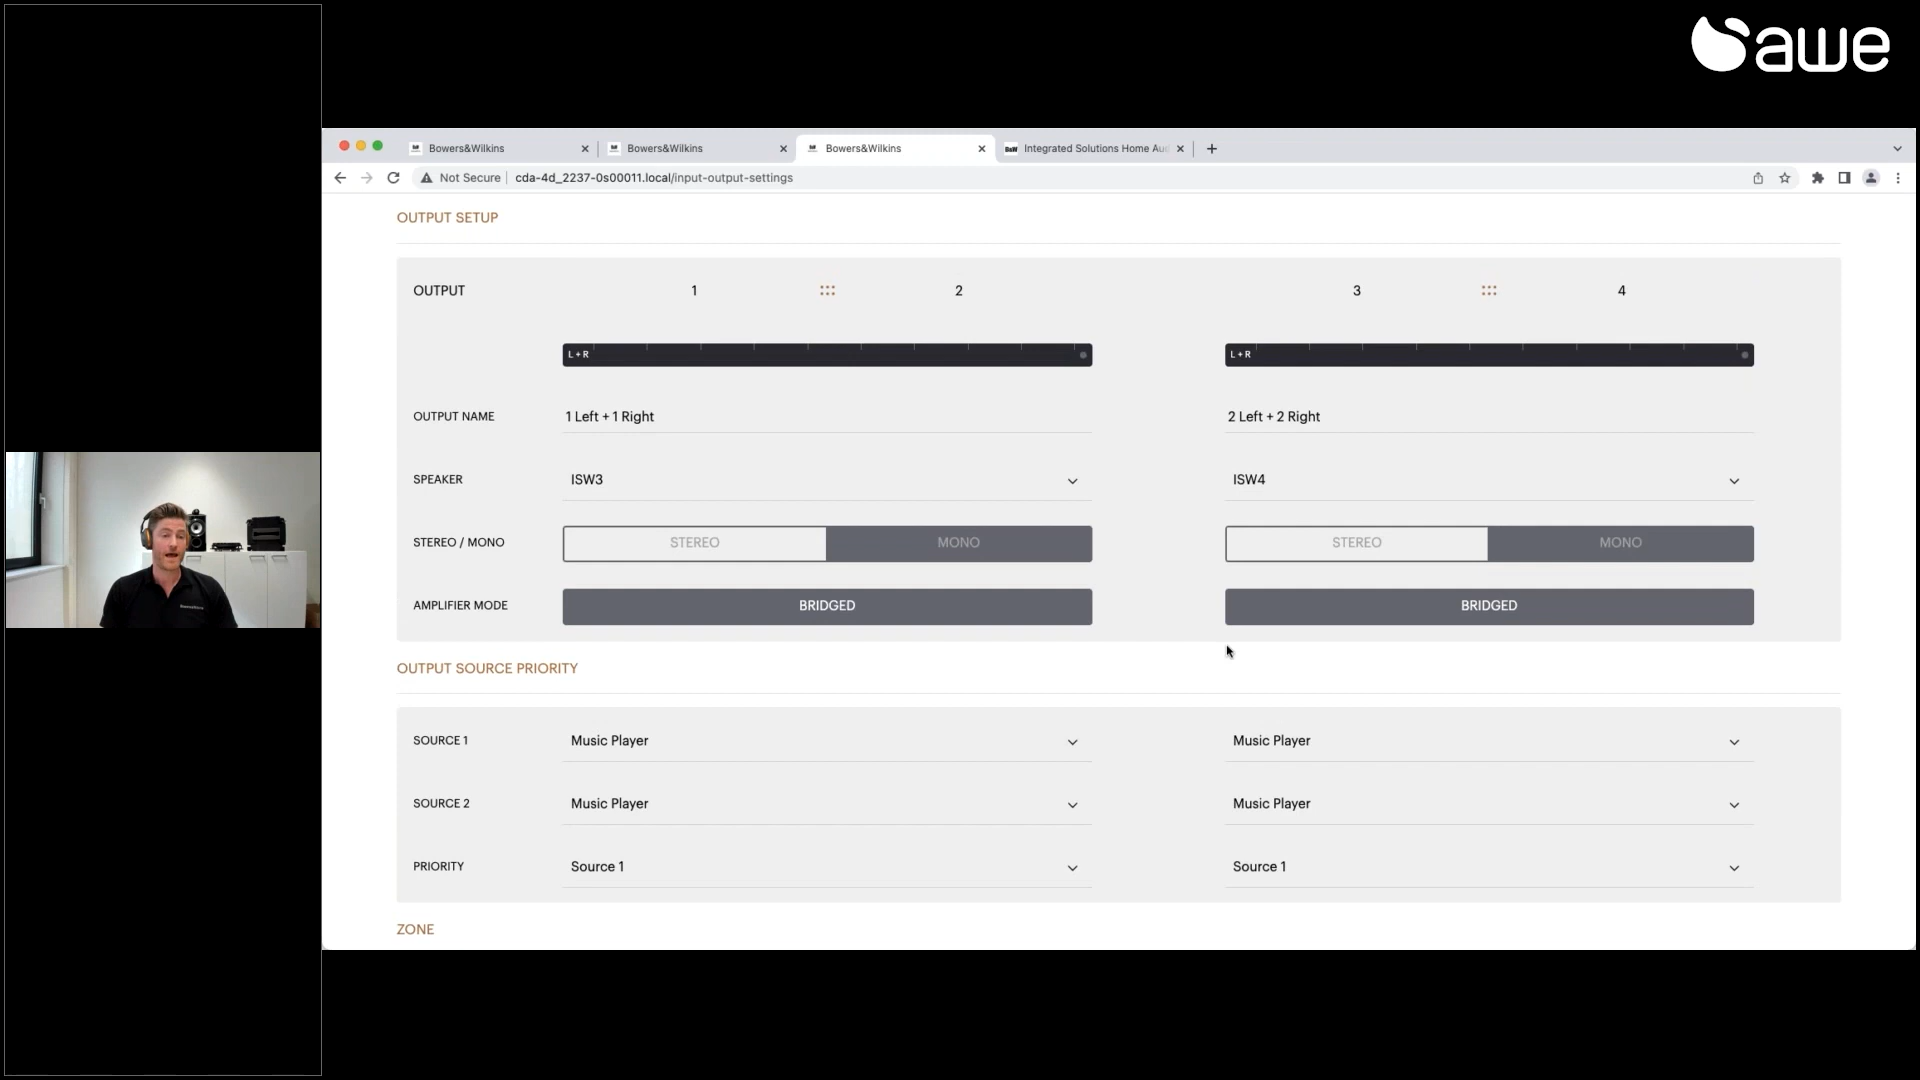 awe
Bowers&Wilkins
Bowers&Wilkins
Bowers&Wilkins
B&W Integrated Solutions Home Au
Not Secure
cda-4d_2237-0s00011.local/input-output-settings
OUTPUT SETUP
OUTPUT 1 2 3 4
L+R L+R
OUTPUT NAME 1 Left + 1 Right 2 Left + 2 Right
SPEAKER ISW3 ISW4
STEREO / MONO STEREO MONO STEREO MONO
AMPLIFIER MODE BRIDGED BRIDGED
OUTPUT SOURCE PRIORITY
SOURCE 1 Music Player Music Player
SOURCE 2 Music Player Music Player
PRIORITY Source 1 Source 1
ZONE